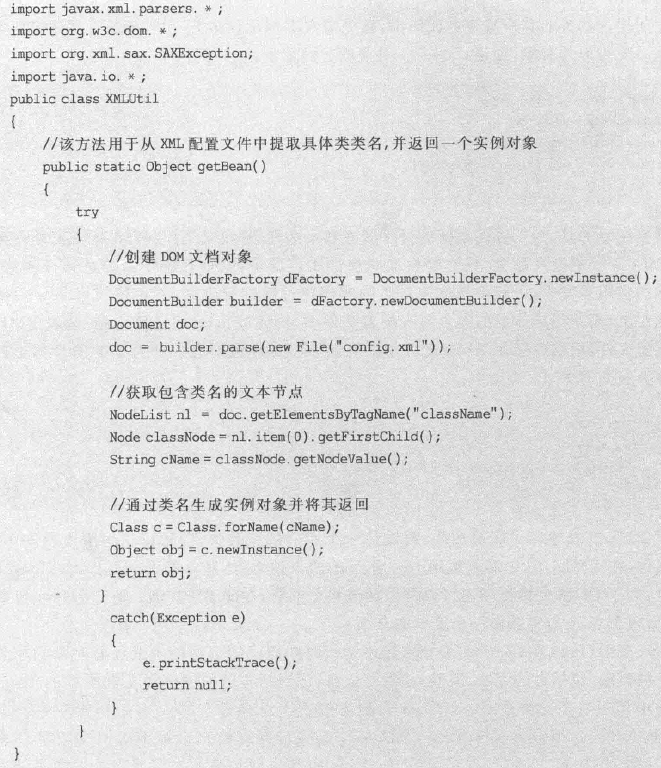 import javax.xml.parsers.*;
import org.w3c.dom.*;
import org.xml.sax.SAXException;
import java.io.*;
public class XMLUtil
{
//该方法用于从 XML 配置文件中提取具体类类名,并返回一个实例对象
public static Object getBean()
{
try
{
//创建 DOM 文档对象
DocumentBuilderFactory dFactory = DocumentBuilderFactory.newInstance();
DocumentBuilder builder = dFactory.newDocumentBuilder();
Document doc;
doc = builder.parse(new File("config.xml"));
//获取包含类名的文本节点
NodeList nl = doc.getElementsByTagName("className");
Node classNode = nl.item(0).getFirstChild();
String cName = classNode.getNodeValue();
//通过类名生成实例对象并将其返回
Class c = Class.forName(cName);
Object obj = c.newInstance();
return obj;
}
catch(Exception e)
{
e.printStackTrace();
return null;
}
}
}